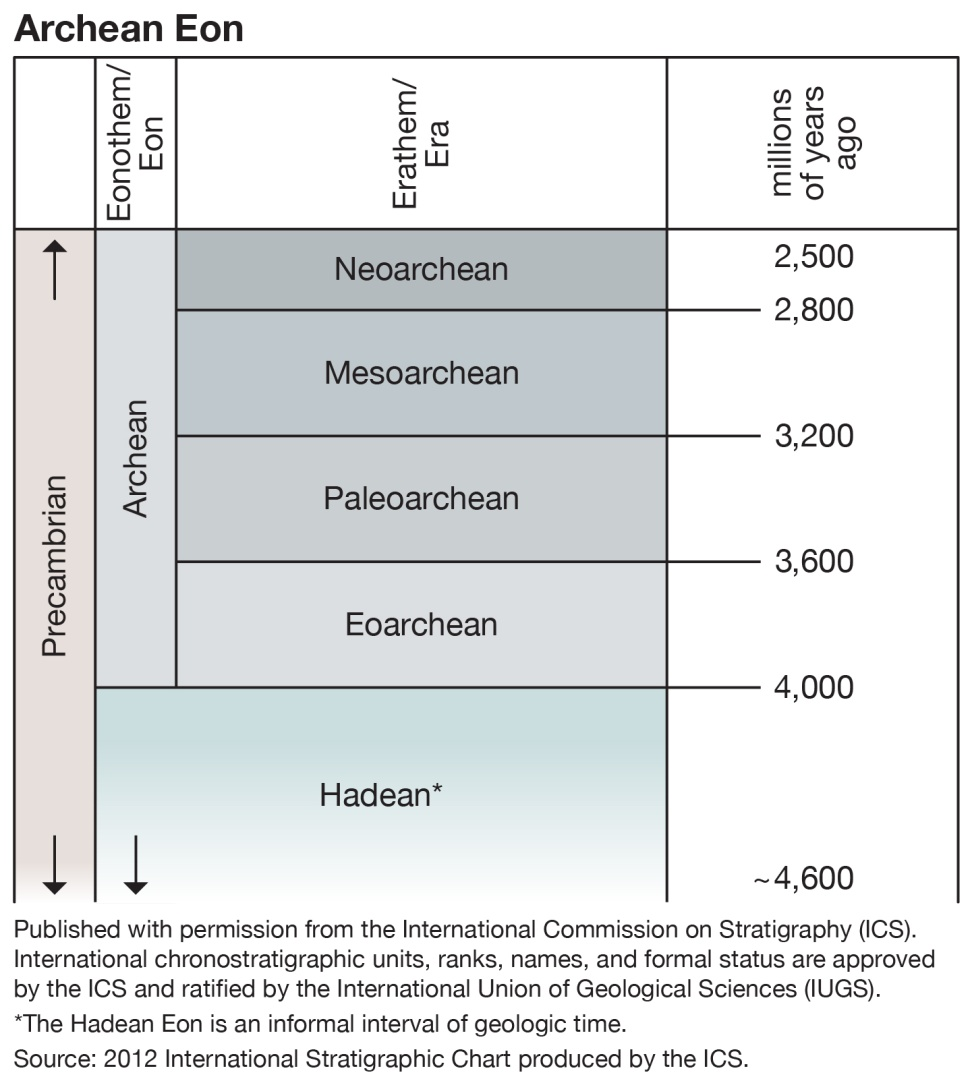 Archean Eon
Eonothem/
Eon
Erathem/
Era
millions
of years
ago
Precambrian
Archean
Neoarchean
2,500
2,800
Mesoarchean
3,200
Paleoarchean
3,600
Eoarchean
4,000
Hadean*
~4,600
Published with permission from the International Commission on Stratigraphy (ICS).
International chronostratigraphic units, ranks, names, and formal status are approved
by the ICS and ratified by the International Union of Geological Sciences (IUGS).
*The Hadean Eon is an informal interval of geologic time.
Source: 2012 International Stratigraphic Chart produced by the ICS.